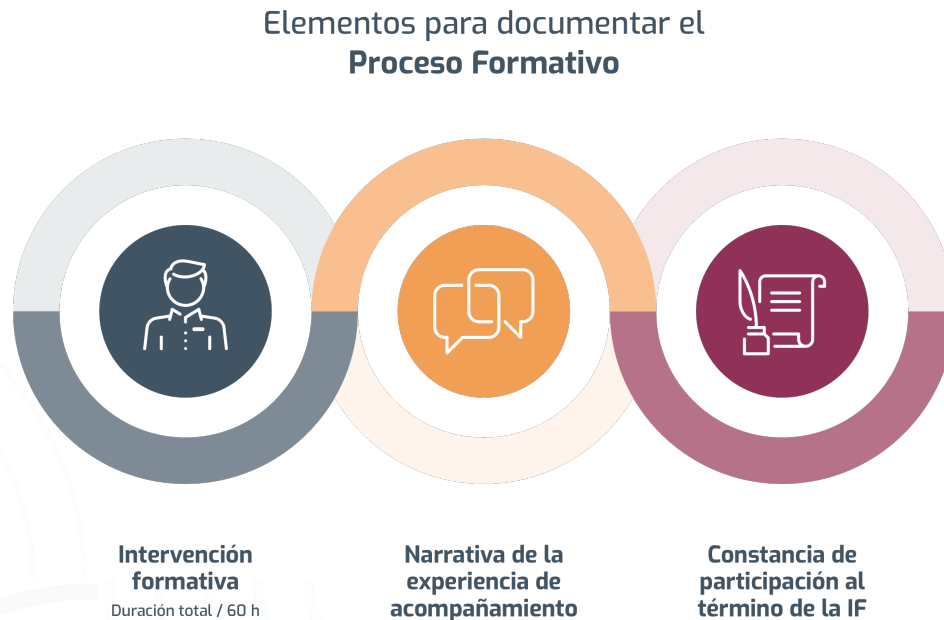 Elementos para documentar el
Proceso Formativo
Intervención
formativa
Duración total / 60 h
Narrativa de la
experiencia de
acompañamiento
Constancia de
participación al
término de la IF